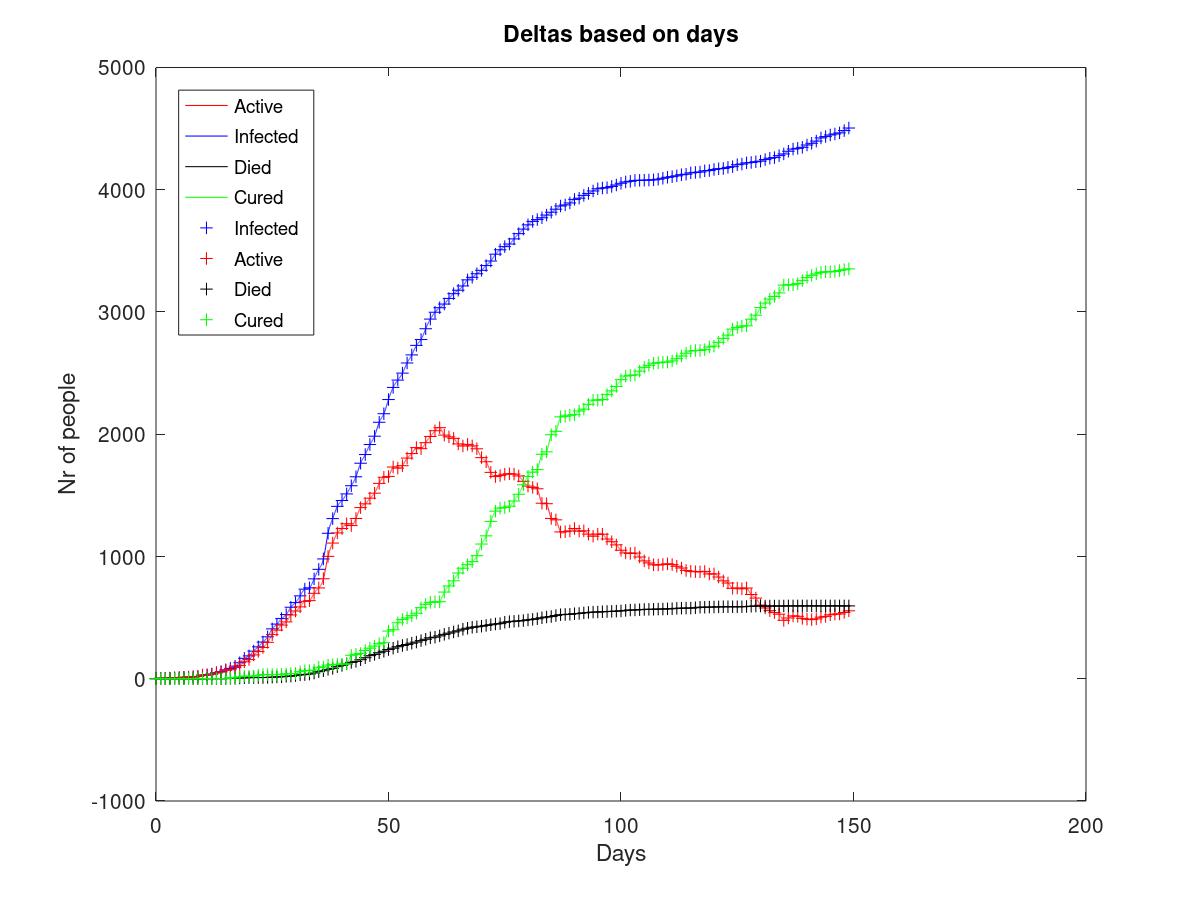 Deltas based on days
5000
4000
3000
2000
1000
0
-1000
Nr of people
Active
Infected
Died
Cured
Infected
Active
Died
Cured
0 50 100 150 200
Days